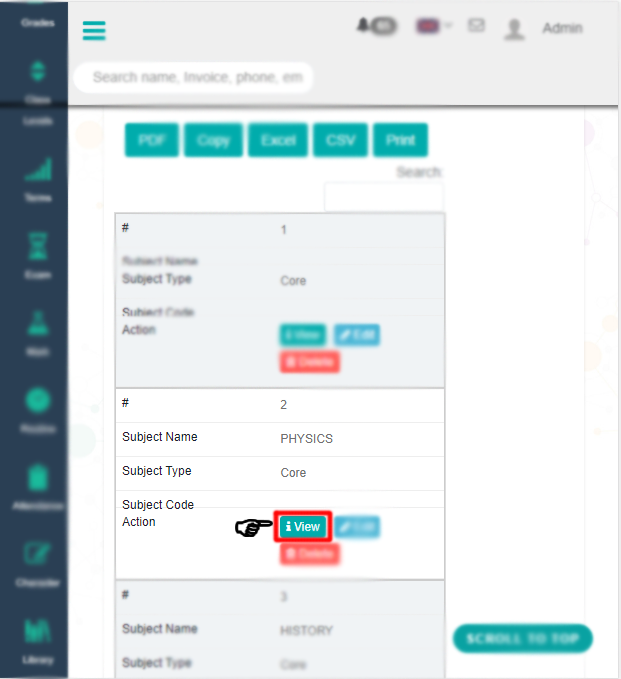 Grades
Admin
Search name, Invoice, phone, em
Class
Levels
PDF Copy Excel CSV Print
Search:
Terms
# 1
Subject Name
Subject Type Core
Subject Code
Action View Edit
Delete
Exam
# 2
Subject Name PHYSICS
Subject Type Core
Subject Code
Action View Edit
Delete
Routine
Attendance
Character
Library
# 3
Subject Name HISTORY
Subject Type Core
SCROLL TO TOP